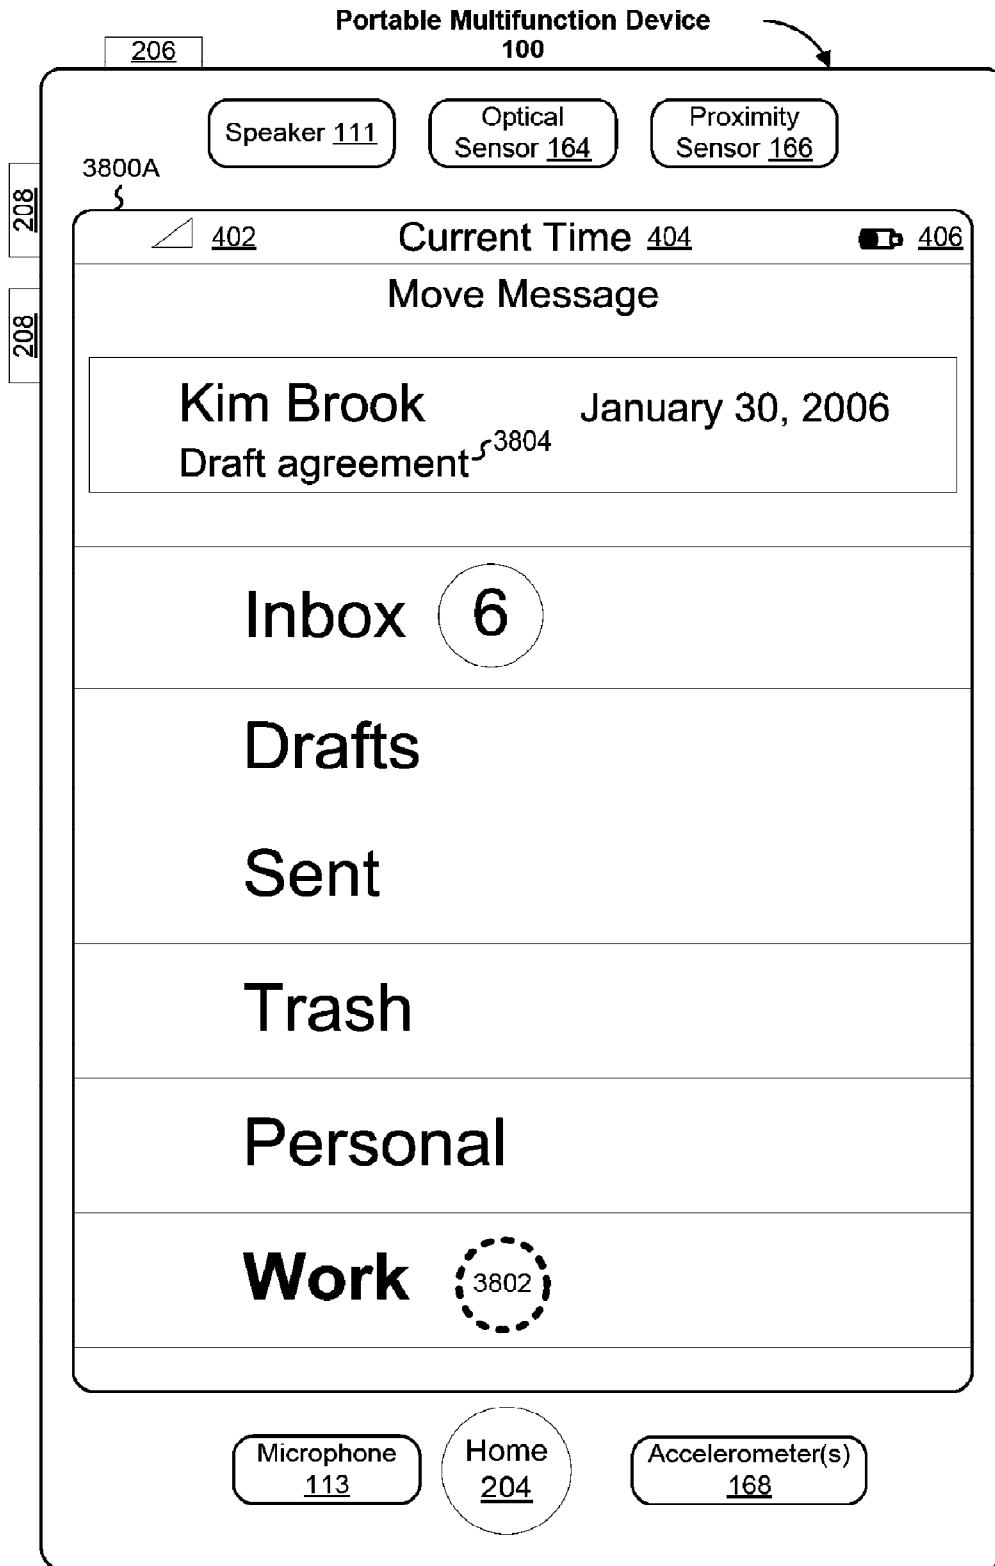 Portable Multifunction Device
100
206
Speaker 111
Optical
Sensor 164
Proximity
Sensor 166
3800A
208
208
402
Current Time 404
406
Move Message
Kim Brook
January 30, 2006
Draft agreement
3804
Inbox 6
Drafts
Sent
Trash
Personal
Work 3802
Microphone
113
Home
204
Accelerometer(s)
168